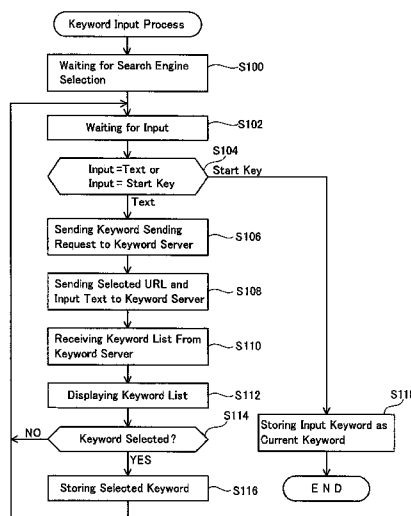 Keyword Input Process
Waiting for Search Engine
Selection
S100
Waiting for Input
S102
S104
Input =Text or
Input = Start Key
Start Key
Text
Sending Keyword Sending
Request to Keyword Server
S106
Sending Selected URL and
Input Text to Keyword Server
S108
Receiving Keyword List From
Keyword Server
S110
Displaying Keyword List
S112
S114
NO
Keyword Selected?
YES
Storing Selected Keyword
S116
S118
Storing Input Keyword as
Current Keyword
E N D